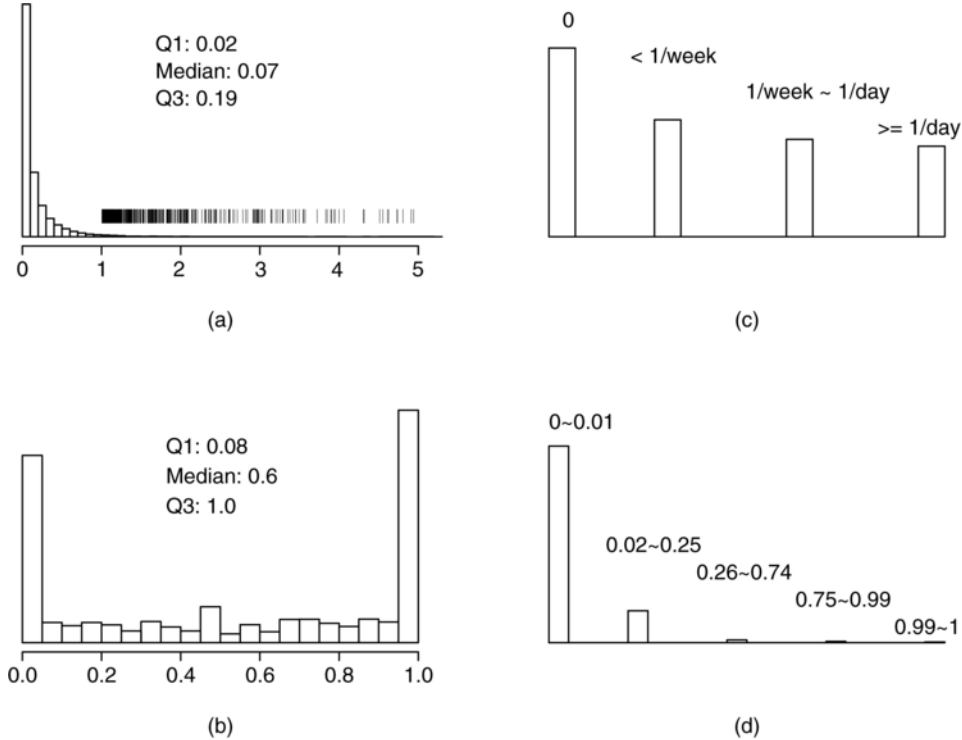 Q1: 0.02
Median: 0.07
Q3: 0.19
0 1 2 3 4 5
(a)
0
< 1/week
1/week ~ 1/day
>= 1/day
(c)
Q1: 0.08
Median: 0.6
Q3: 1.0
0.0 0.2 0.4 0.6 0.8 1.0
(b)
0~0.01
0.02~0.25
0.26~0.74
0.75~0.99
0.99~1
(d)